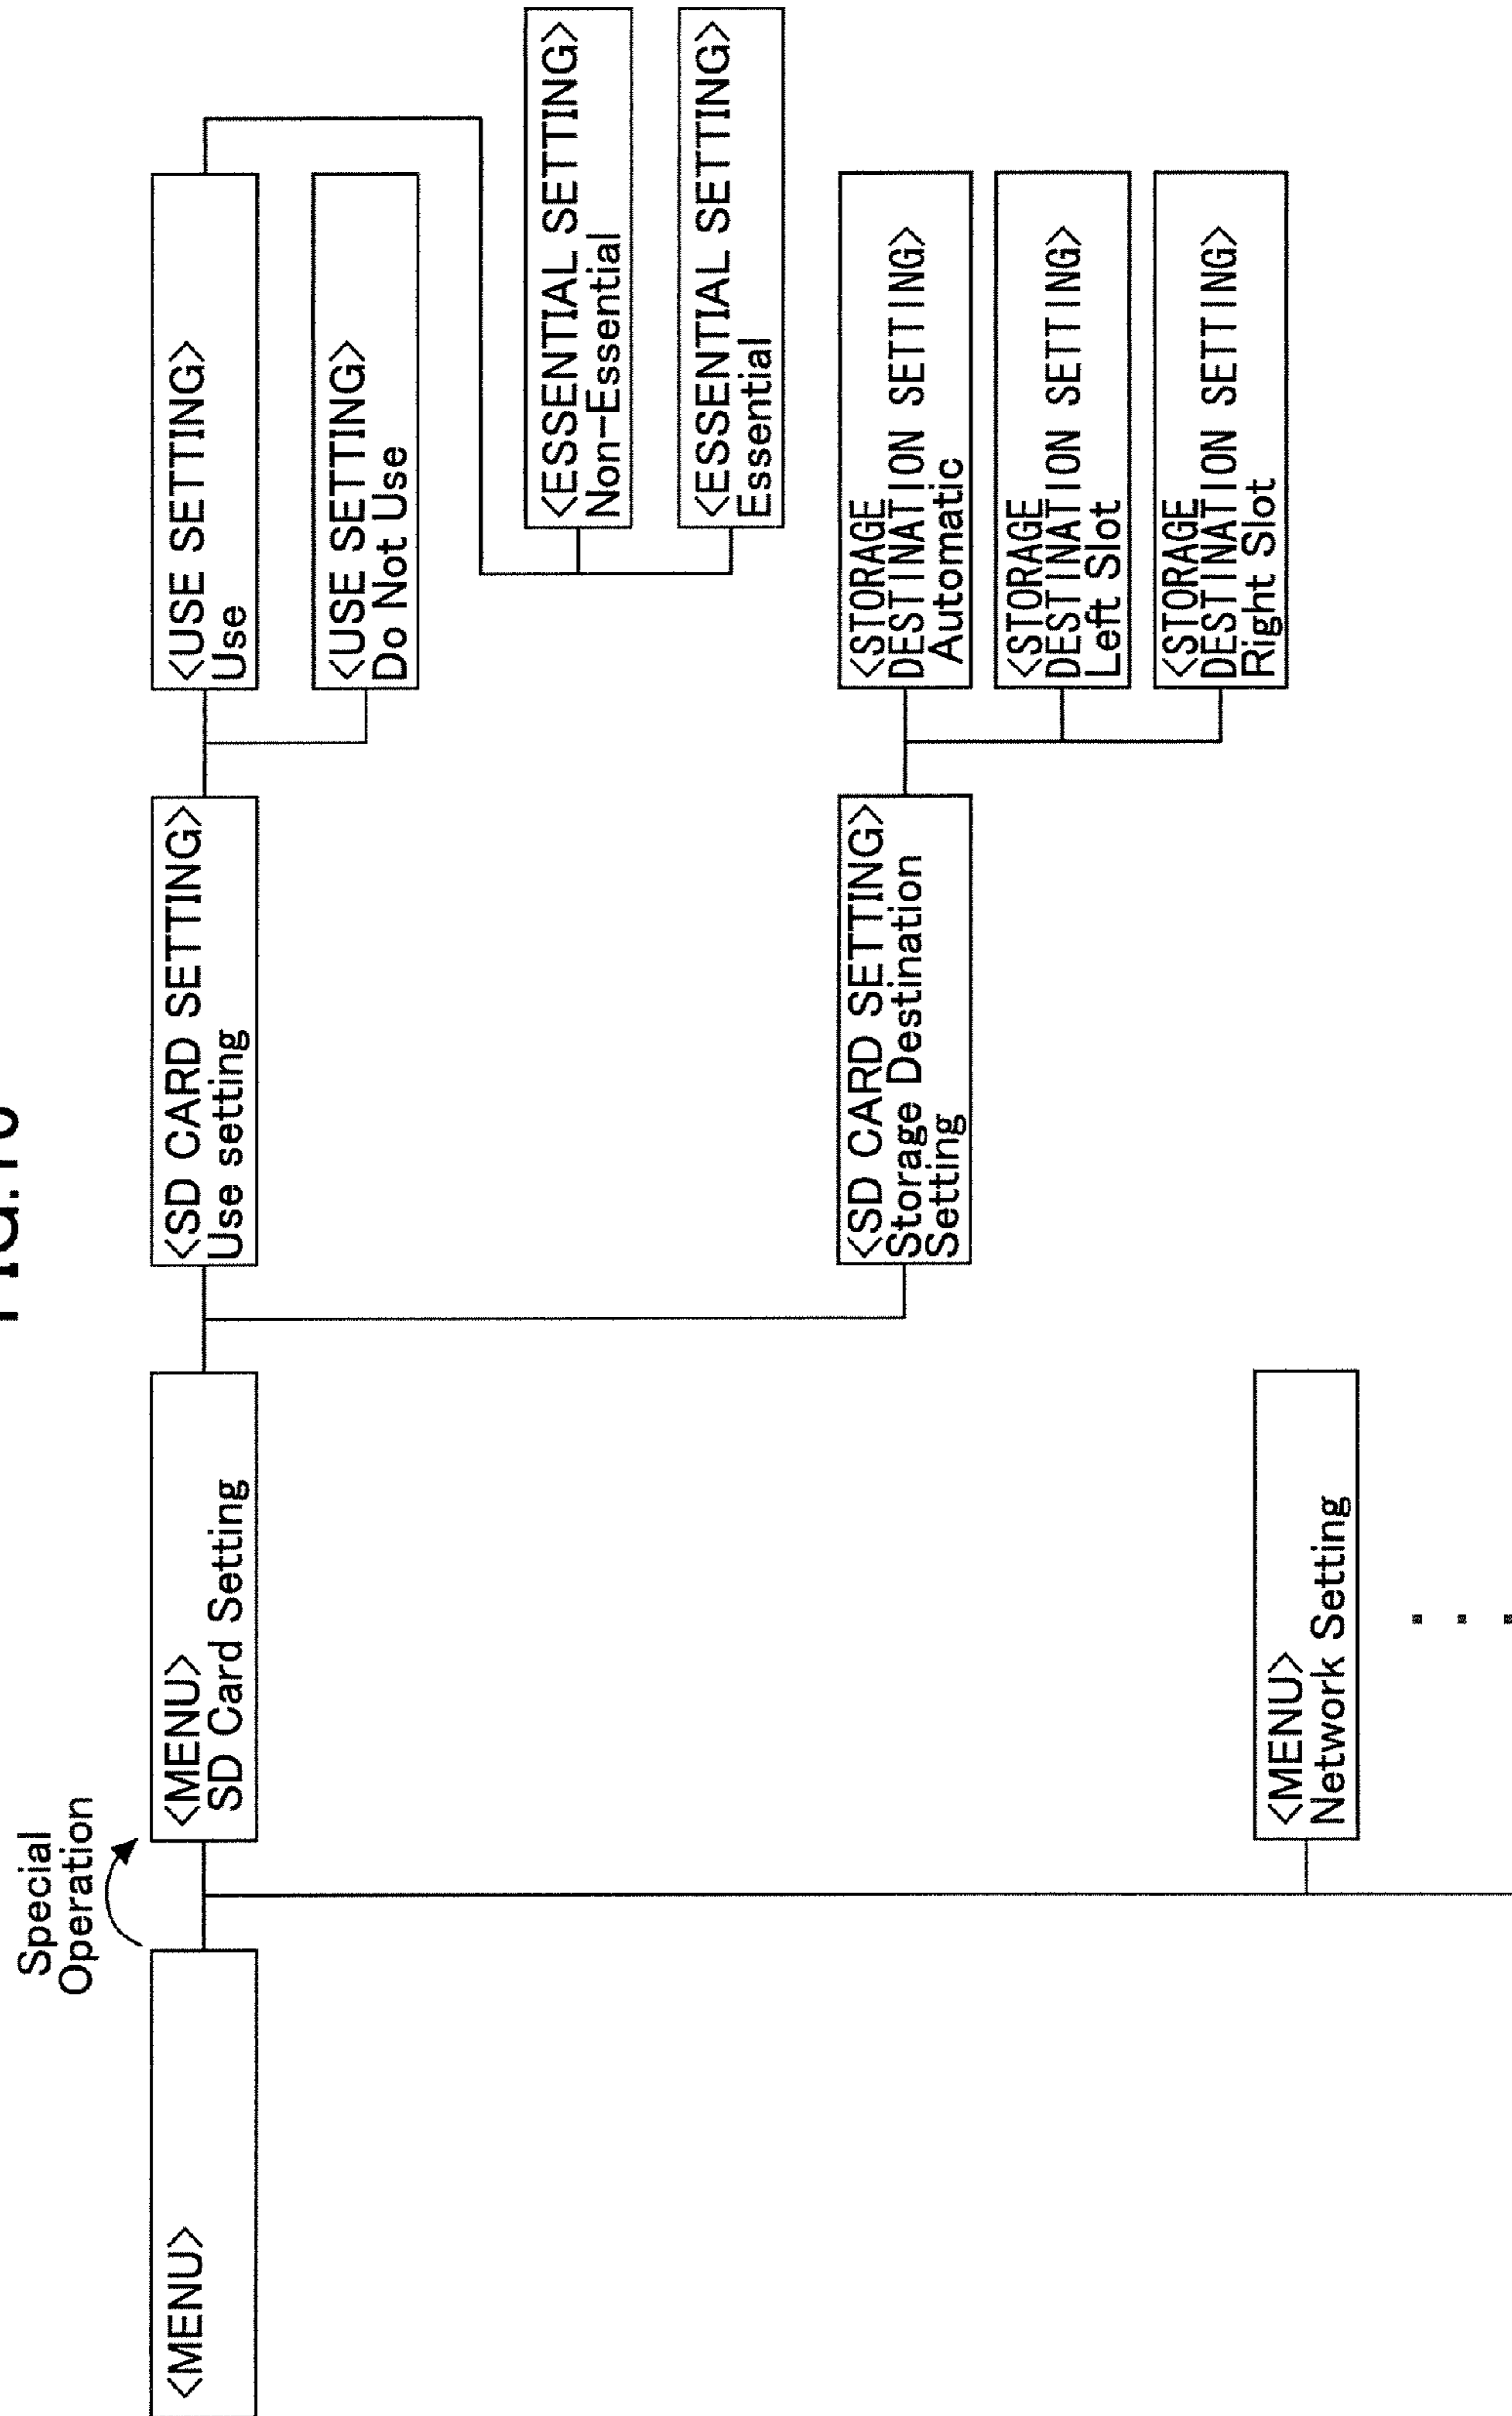 Special
Operation
<MENU>
<MENU>
SD Card Setting
<SD CARD SETTING>
Use setting
<USE SETTING>
Use
<USE SETTING>
Do Not Use
<ESSENTIAL SETTING>
Non-Essential
<ESSENTIAL SETTING>
Essential
<SD CARD SETTING>
Storage Destination
Setting
<STORAGE
DESTINATION SETTING>
Automatic
<STORAGE
DESTINATION SETTING>
Left Slot
<STORAGE
DESTINATION SETTING>
Right Slot
<MENU>
Network Setting